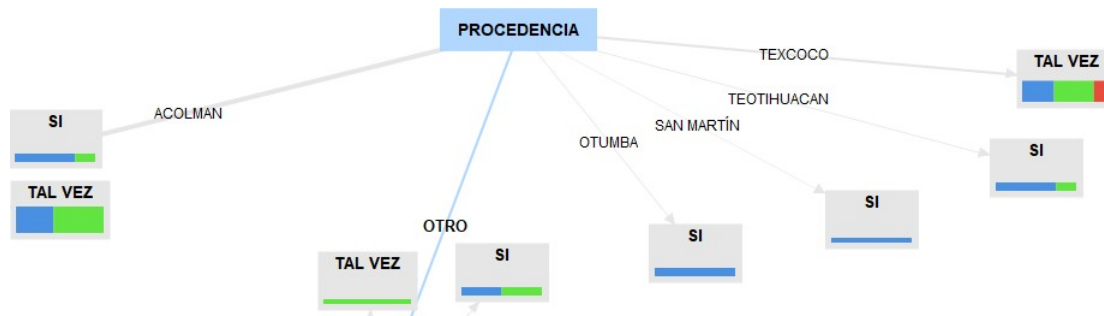 PROCEDENCIA
TEXCOCO
TAL VEZ
TEOTIHUACAN
ACOLMAN
SI
SAN MARTÍN
OTUMBA
SI
TAL VEZ
SI
OTRO
SI
SI
TAL VEZ